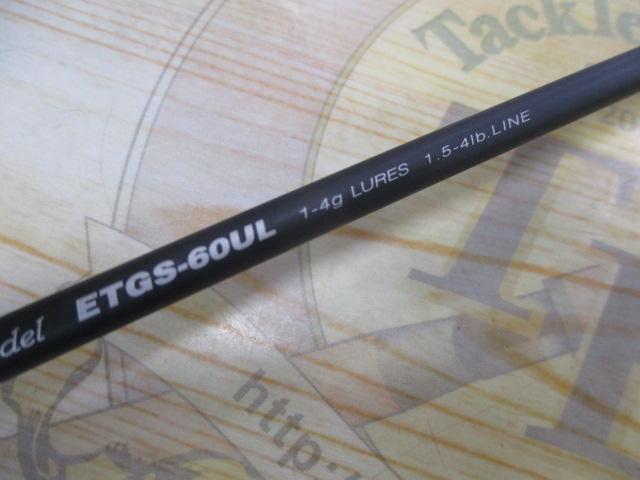 Tackle
del ETGS-60UL 1-4g LURES 1.5-4lb.LINE
http:/